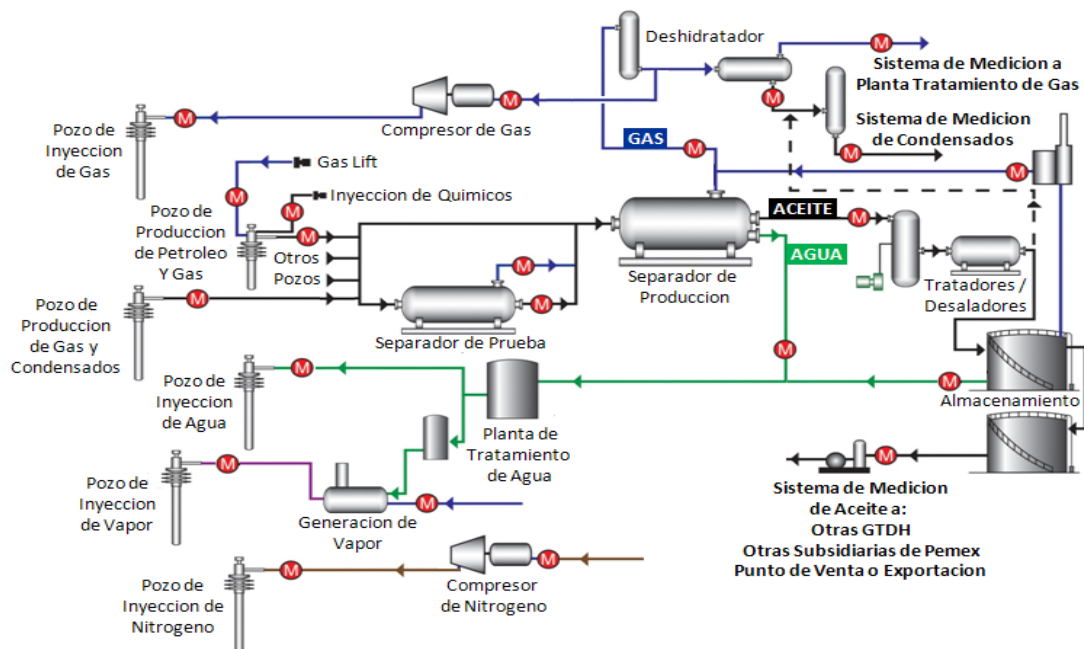 Deshidratador
M
Sistema de Medicion a
Planta Tratamiento de Gas
M
M
M
Compresor de Gas
M
Pozo de
Inyeccion
de Gas
Sistema de Medicion
de Condensados
M
GAS
M
M
Gas Lift
M
Inyeccion de Quimicos
M
Pozo de
Produccion
de Petroleo
Y Gas
M
Otros
Pozos
ACEITE
M
AGUA
Separador de
Produccion
M
M
Separador de Prueba
Tratadores /
Desaladores
Pozo de
Produccion
de Gas y
Condensados
M
M
Pozo de
Inyeccion
de Agua
M
Planta de
Tratamiento
de Agua
M
Almacenamiento
Pozo de
Inyeccion
de Vapor
M
Generacion de
Vapor
M
M
Sistema de Medicion
de Aceite a:
Otras GTDH
Otras Subsidiarias de Pemex
Punto de Venta o Exportacion
Pozo de
Inyeccion de
Nitrogeno
M
Compresor
de Nitrogeno
M